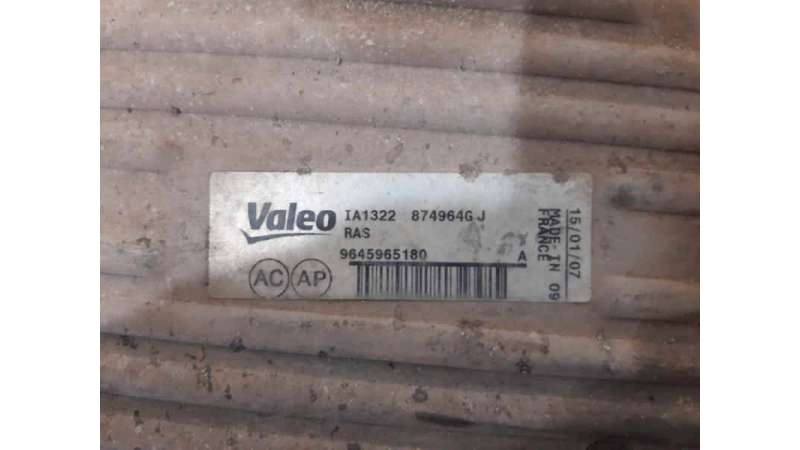 Valeo
IA1322 874964G J
RAS
9645965180
A
AC AP
15/01/07
MADE IN 09
FRANCE